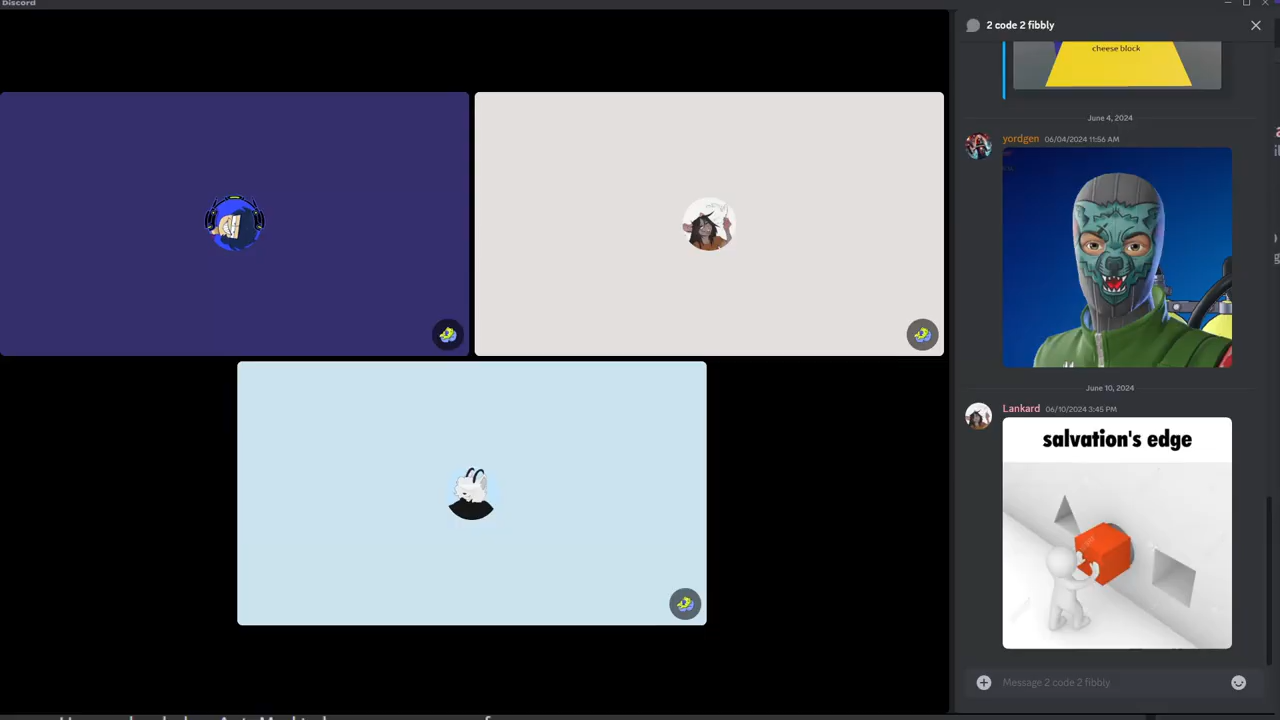 Discord
2 code 2 fibbly
cheese block
June 4, 2024
yordgen 06/04/2024 11:56 AM
June 10, 2024
Lankard 06/10/2024 3:45 PM
salvation's edge
Message 2 code 2 fibbly